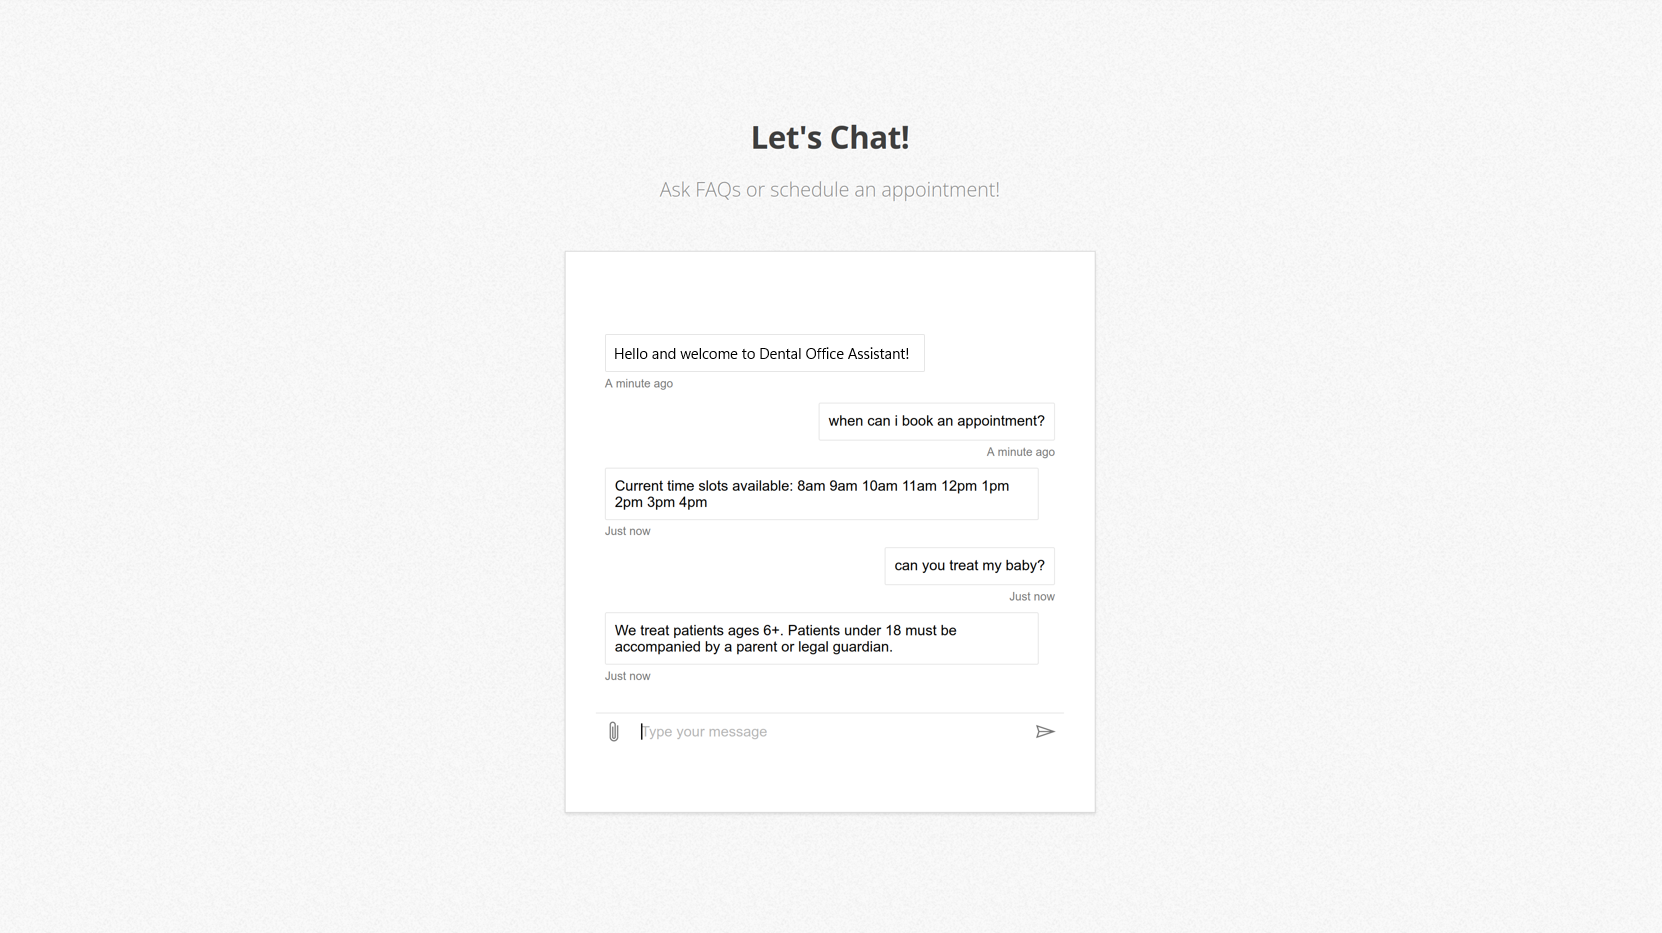 Let's Chat!
Ask FAQs or schedule an appointment!
Hello and welcome to Dental Office Assistant!
A minute ago
when can i book an appointment?
A minute ago
Current time slots available: 8am 9am 10am 11am 12pm 1pm
2pm 3pm 4pm
Just now
can you treat my baby?
Just now
We treat patients ages 6+. Patients under 18 must be
accompanied by a parent or legal guardian.
Just now
Type your message